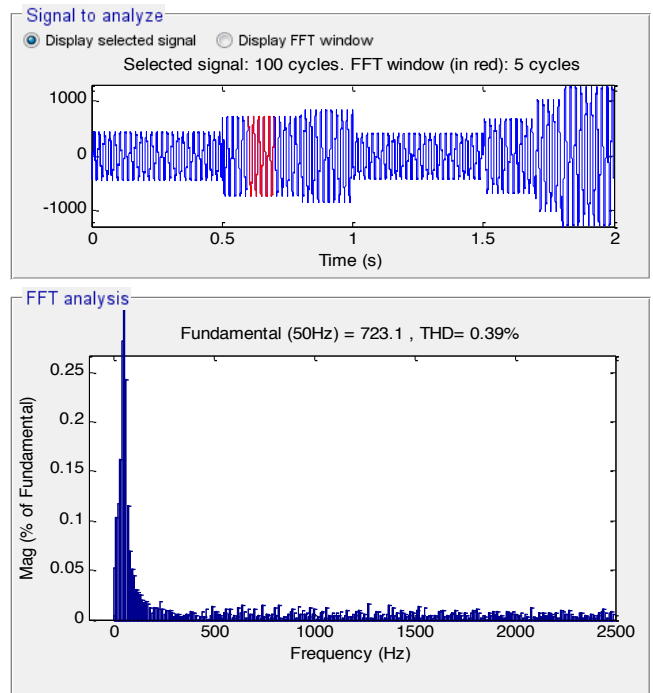 Signal to analyze
Display selected signal Display FFT window
Selected signal: 100 cycles. FFT window (in red): 5 cycles
1000
0
-1000
0 0.5 1 1.5 2
Time (s)
FFT analysis
Fundamental (50Hz) = 723.1 , THD= 0.39%
0.25
0.2
0.15
0.1
0.05
0
Mag (% of Fundamental)
0 500 1000 1500 2000 2500
Frequency (Hz)